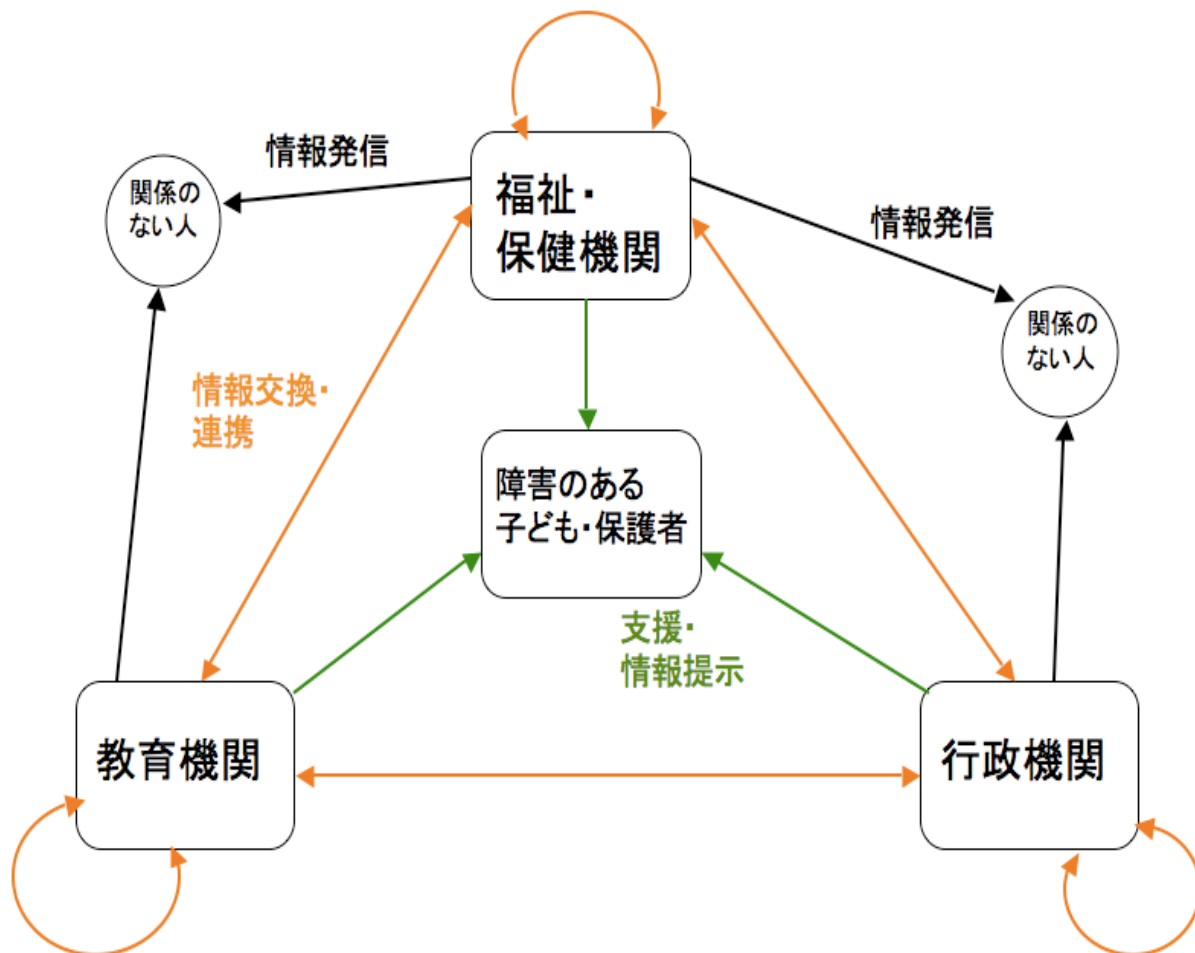 情報発信
関係の
ない人
福祉・
保健機関
情報発信
関係の
ない人
情報交換・
連携
障害のある
子ども・保護者
支援・
情報提示
教育機関
行政機関